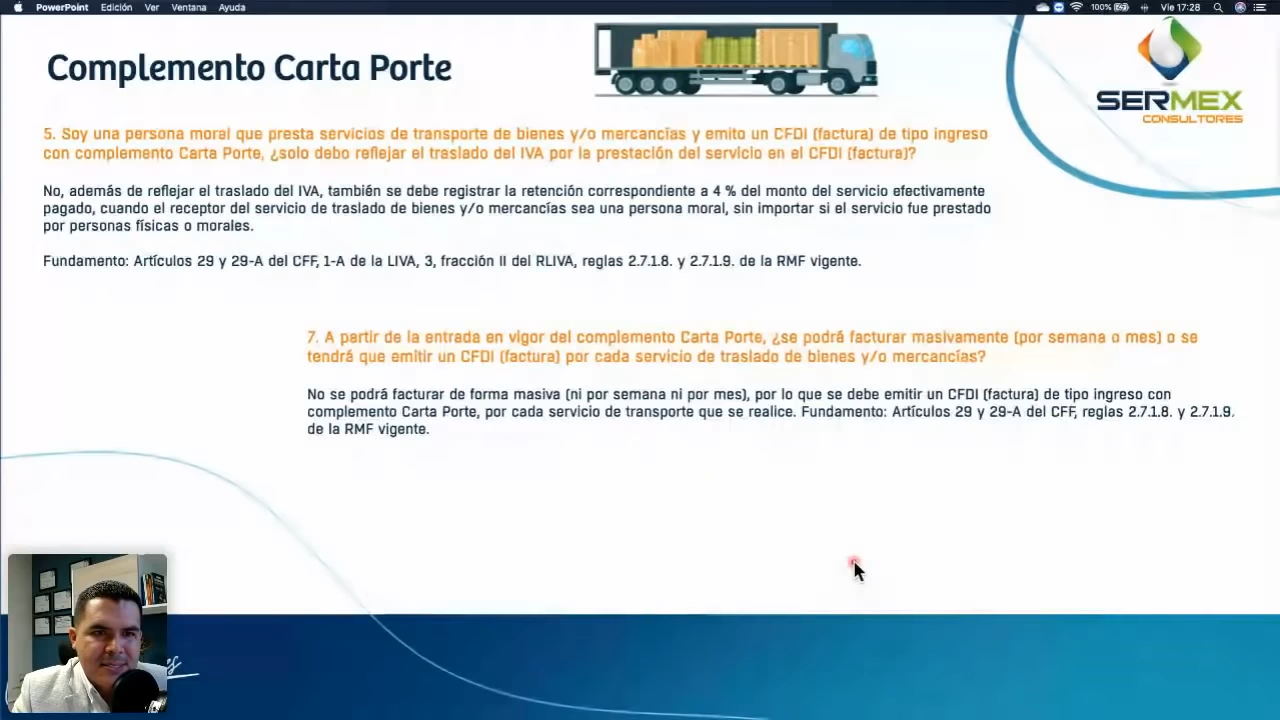 PowerPoint Edición Ver Ventana Ayuda 100% Vie 17:28
Complemento Carta Porte
SERMEX
CONSULTORES
5. Soy una persona moral que presta servicios de transporte de bienes y/o mercancías y emito un CFDI (factura) de tipo ingreso
con complemento Carta Porte, ¿solo debo reflejar el traslado del IVA por la prestación del servicio en el CFDI (factura)?
No, además de reflejar el traslado del IVA, también se debe registrar la retención correspondiente a 4 % del monto del servicio efectivamente
pagado, cuando el receptor del servicio de traslado de bienes y/o mercancías sea una persona moral, sin importar si el servicio fue prestado
por personas físicas o morales.
Fundamento: Artículos 29 y 29-A del CFF, 1-A de la LIVA, 3, fracción II del RLIVA, reglas 2.7.1.8. y 2.7.1.9. de la RMF vigente.
7. A partir de la entrada en vigor del complemento Carta Porte, ¿se podrá facturar masivamente (por semana o mes) o se
tendrá que emitir un CFDI (factura) por cada servicio de traslado de bienes y/o mercancías?
No se podrá facturar de forma masiva (ni por semana ni por mes), por lo que se debe emitir un CFDI (factura) de tipo ingreso con
complemento Carta Porte, por cada servicio de transporte que se realice. Fundamento: Artículos 29 y 29-A del CFF, reglas 2.7.1.8. y 2.7.1.9.
de la RMF vigente.